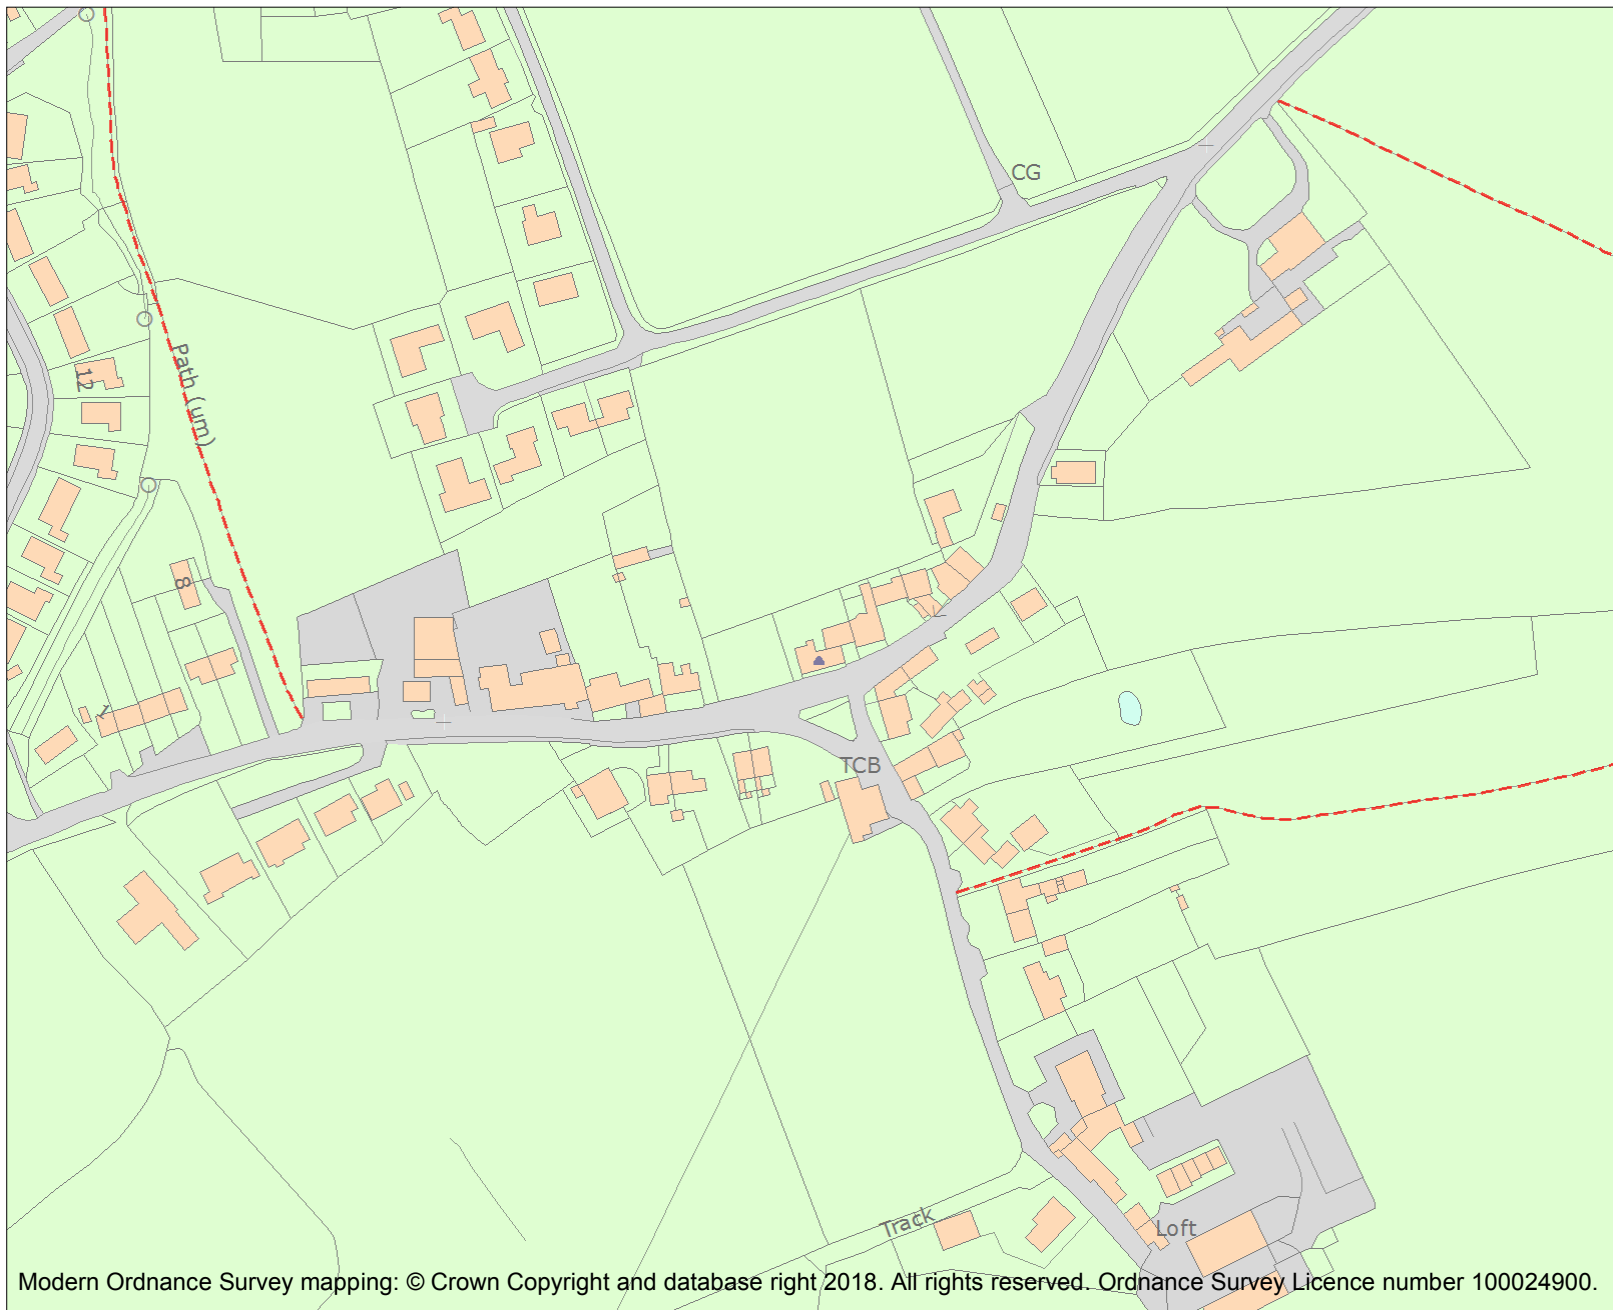 CG
Path (um)
12
8
1
TCB
Track
Loft
Modern Ordnance Survey mapping: © Crown Copyright and database right 2018. All rights reserved. Ordnance Survey Licence number 100024900.